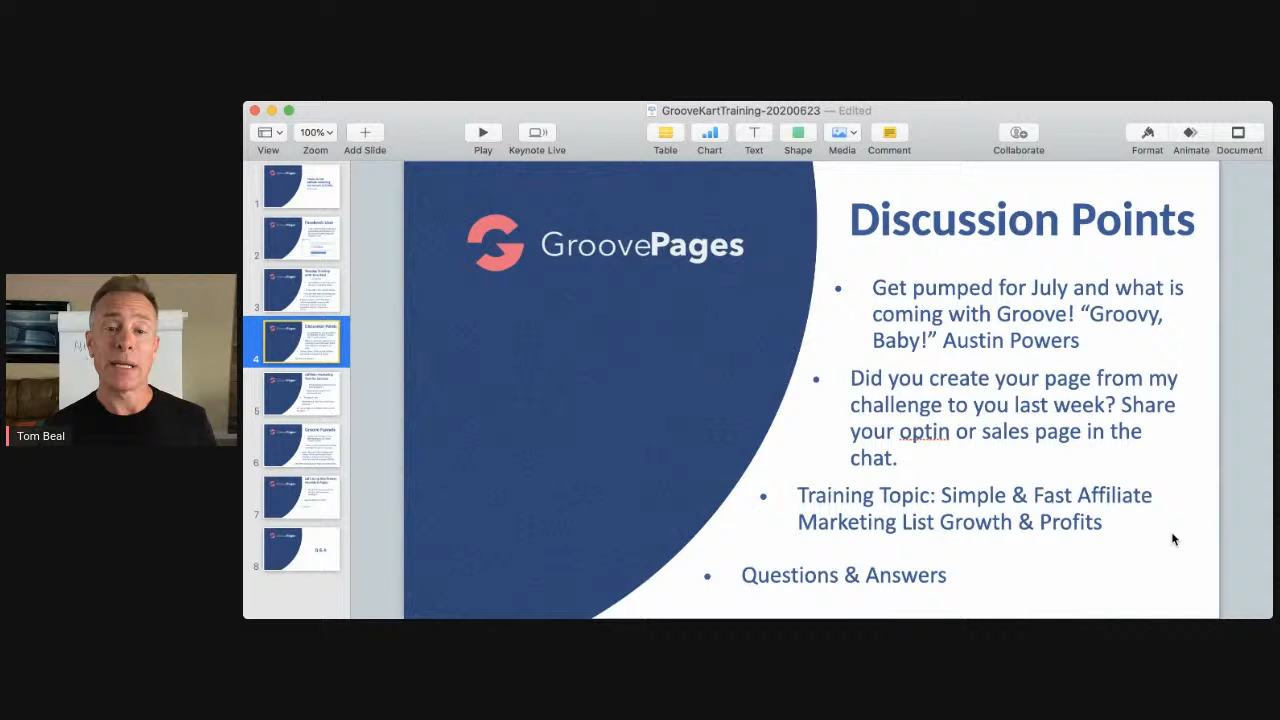 GrooveKartTraining-20200623 — Edited
100%
View
Zoom
Add Slide
Play
Keynote Live
Table
Chart
Text
Shape
Media
Comment
Collaborate
Format
Animate
Document
1
2
3
4
5
6
7
8
Discussion Points
Q & A
GroovePages
Discussion Points
• Get pumped for July and what is
coming with Groove! “Groovy,
Baby!” Austin Powers
• Did you create your page from my
challenge to you last week? Share
your optin or sales page in the
chat.
• Training Topic: Simple & Fast Affiliate
Marketing List Growth & Profits
• Questions & Answers
Tom Beal